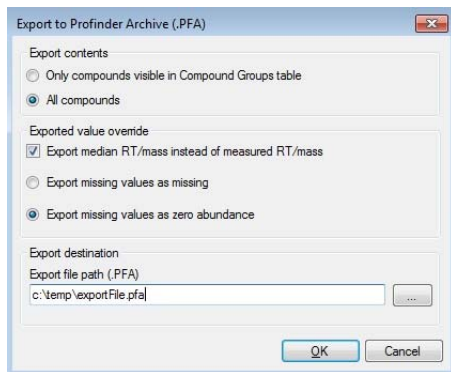 Export to Profinder Archive (.PFA)
Export contents
Only compounds visible in Compound Groups table
All compounds
Exported value override
Export median RT/mass instead of measured RT/mass
Export missing values as missing
Export missing values as zero abundance
Export destination
Export file path (.PFA)
c:\temp\exportFile.pfa
...
OK Cancel